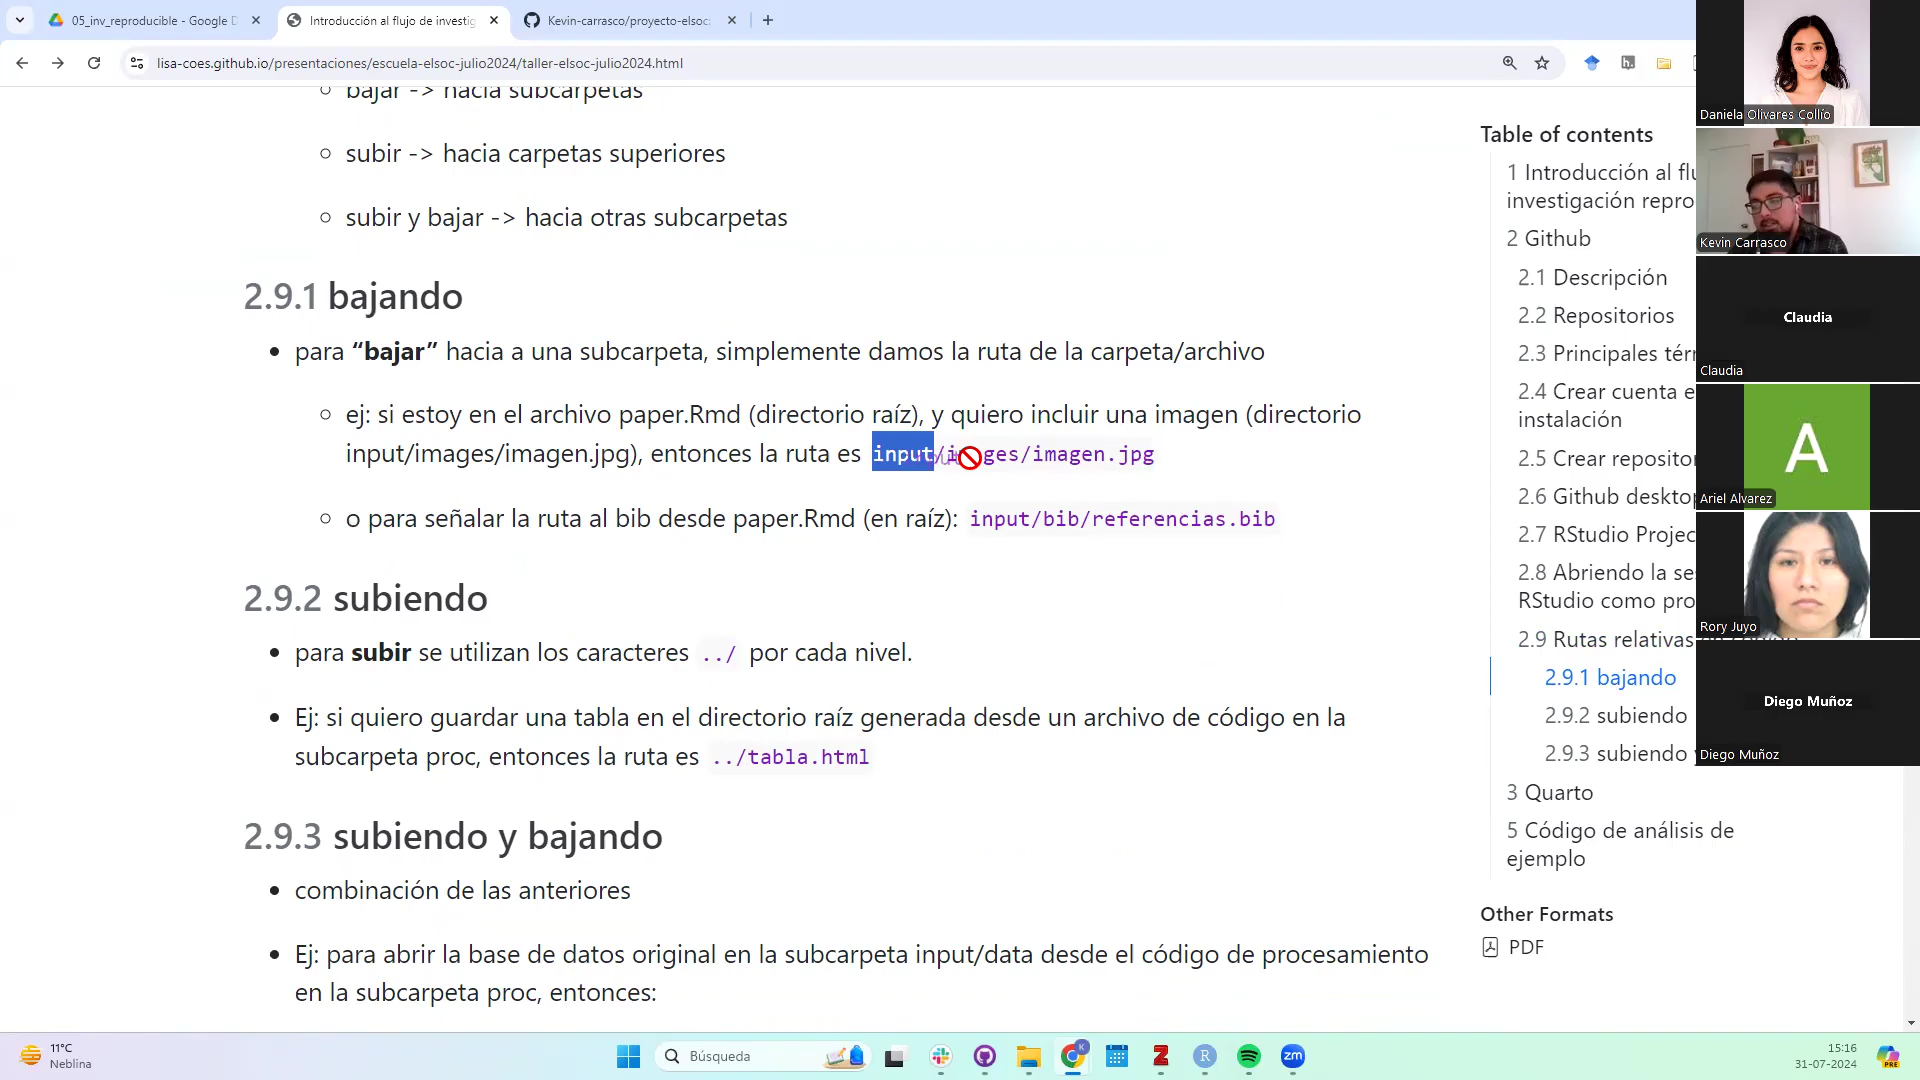 05_inv_reproducible - Google D
Introducción al flujo de investig
Kevin-carrasco/proyecto-elsoc
lisa-coes.github.io/presentaciones/escuela-elsoc-julio2024/taller-elsoc-julio2024.html
bajar -> hacia subcarpetas
subir -> hacia carpetas superiores
subir y bajar -> hacia otras subcarpetas
2.9.1 bajando
para “bajar” hacia a una subcarpeta, simplemente damos la ruta de la carpeta/archivo
ej: si estoy en el archivo paper.Rmd (directorio raíz), y quiero incluir una imagen (directorio
input/images/imagen.jpg), entonces la ruta es input/images/imagen.jpg
o para señalar la ruta al bib desde paper.Rmd (en raíz): input/bib/referencias.bib
2.9.2 subiendo
para subir se utilizan los caracteres ../ por cada nivel.
Ej: si quiero guardar una tabla en el directorio raíz generada desde un archivo de código en la
subcarpeta proc, entonces la ruta es ../tabla.html
2.9.3 subiendo y bajando
combinación de las anteriores
Ej: para abrir la base de datos original en la subcarpeta input/data desde el código de procesamiento
en la subcarpeta proc, entonces:
Table of contents
1 Introducción al flu
investigación repro
2 Github
2.1 Descripción
2.2 Repositorios
2.3 Principales térm
2.4 Crear cuenta e
instalación
2.5 Crear repositor
2.6 Github desktop
2.7 RStudio Projec
2.8 Abriendo la se
RStudio como pro
2.9 Rutas relativas
2.9.1 bajando
2.9.2 subiendo
2.9.3 subiendo y
3 Quarto
5 Código de análisis de
ejemplo
Other Formats
PDF
Daniela Olivares Collío
Kevin Carrasco
Claudia
Claudia
A
Ariel Alvarez
Rory Juyo
Diego Muñoz
Diego Muñoz
11°C
Neblina
Búsqueda
K
Z
R
zm
15:16
31-07-2024
PRE